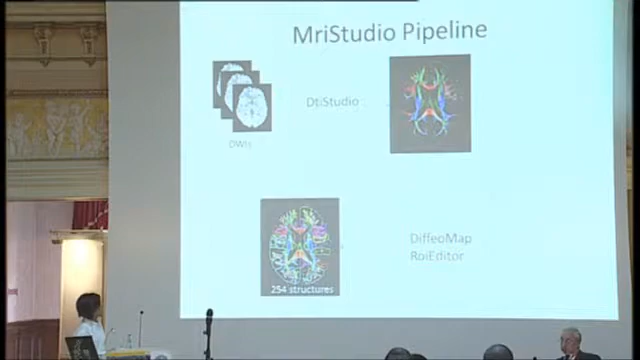 MriStudio Pipeline
DtiStudio
DWIs
DiffeoMap
RoiEditor
254 structures